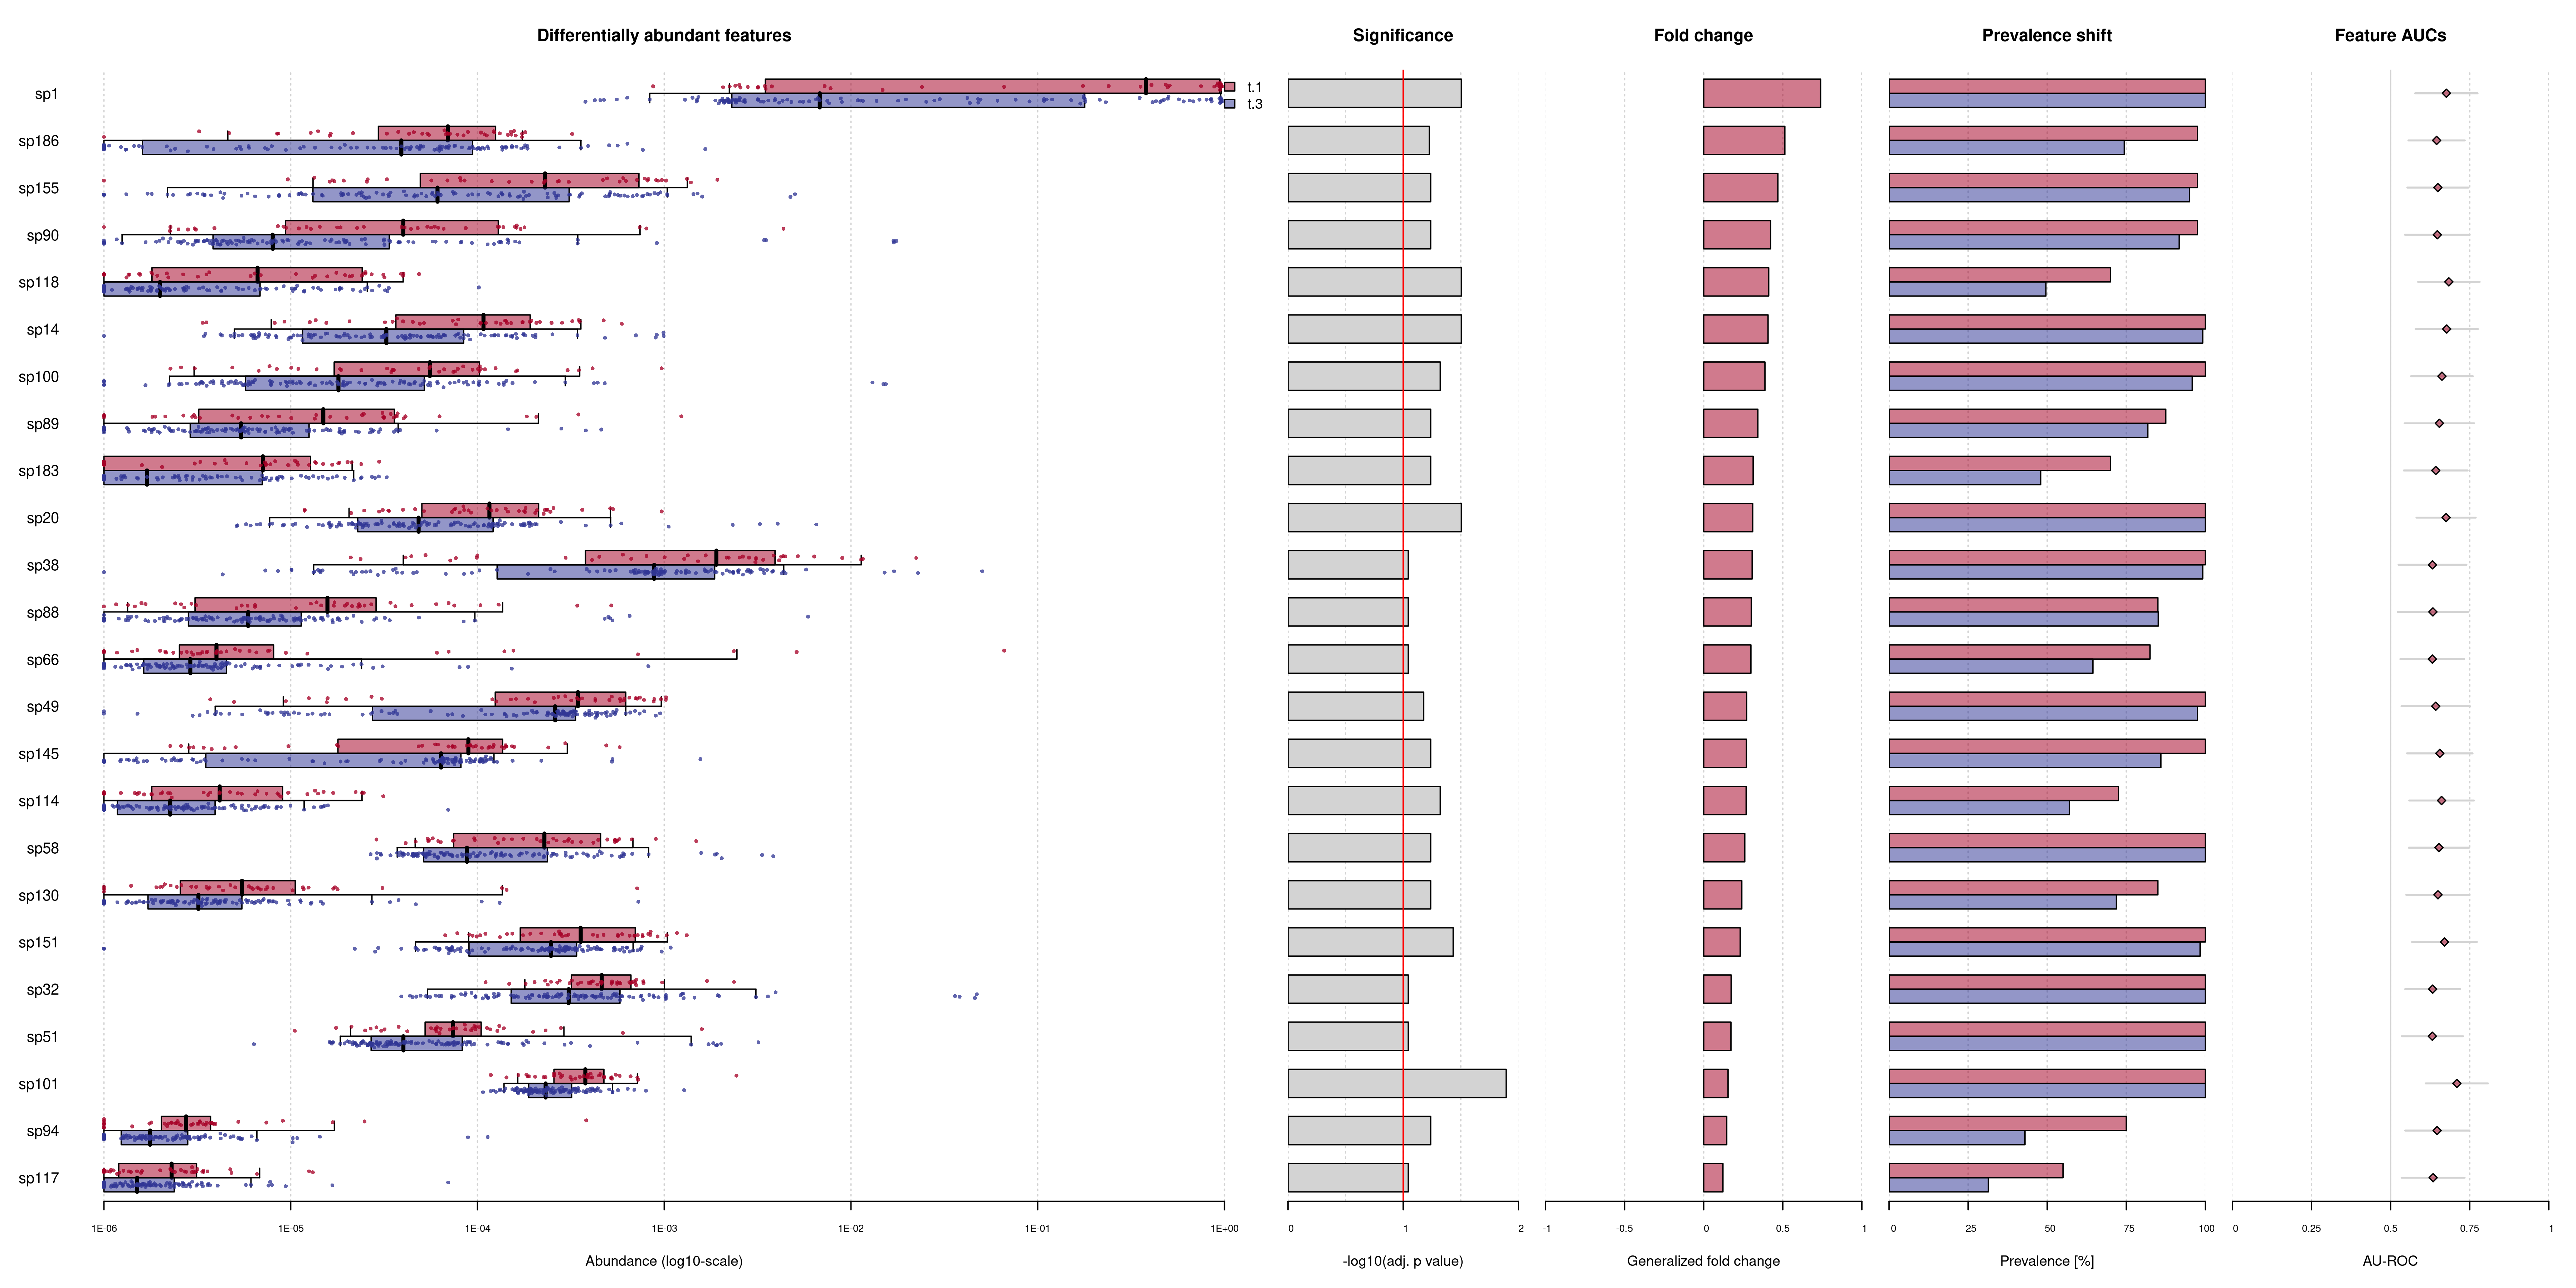 Differentially abundant features Significance Fold change Prevalence shift Feature AUCs
sp1
t.1
t.3
sp186
sp155
sp90
sp118
sp14
sp100
sp89
sp183
sp20
sp38
sp88
sp66
sp49
sp145
sp114
sp58
sp130
sp151
sp32
sp51
sp101
sp94
sp117
1E-06 1E-05 1E-04 1E-03 1E-02 1E-01 1E+00 0 1 2 -1 -0.5 0 0.5 1 0 25 50 75 100 0 0.25 0.5 0.75 1
Abundance (log10-scale) -log10(adj. p value) Generalized fold change Prevalence [%] AU-ROC